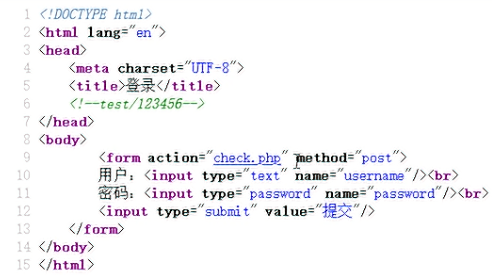 1 <!DOCTYPE html>
2 <html lang="en">
3 <head>
4 <meta charset="UTF-8">
5 <title>登录</title>
6 <!--test/123456-->
7 </head>
8 <body>
9 <form action="check.php" method="post">
10 用户：<input type="text" name="username"/><br>
11 密码：<input type="password" name="password"/><br>
12 <input type="submit" value="提交"/>
13 </form>
14 </body>
15 </html>